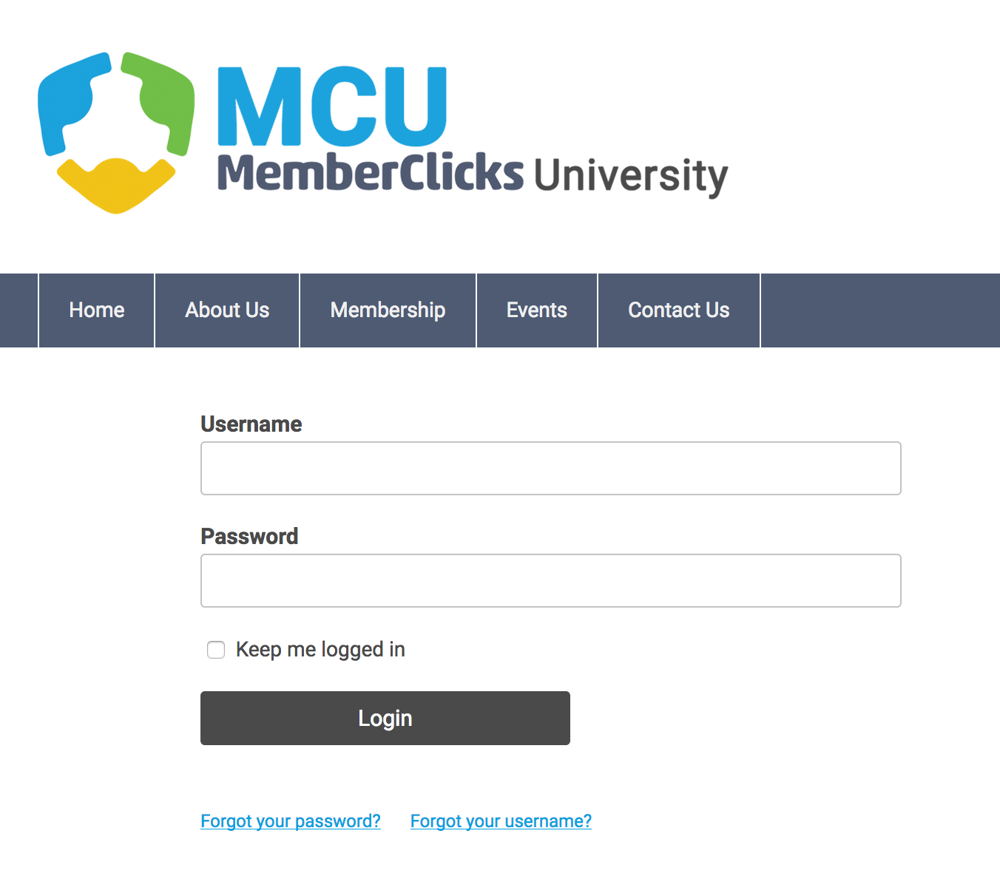 MCU
MemberClicks University
Home About Us Membership Events Contact Us
Username
Password
Keep me logged in
Login
Forgot your password? Forgot your username?